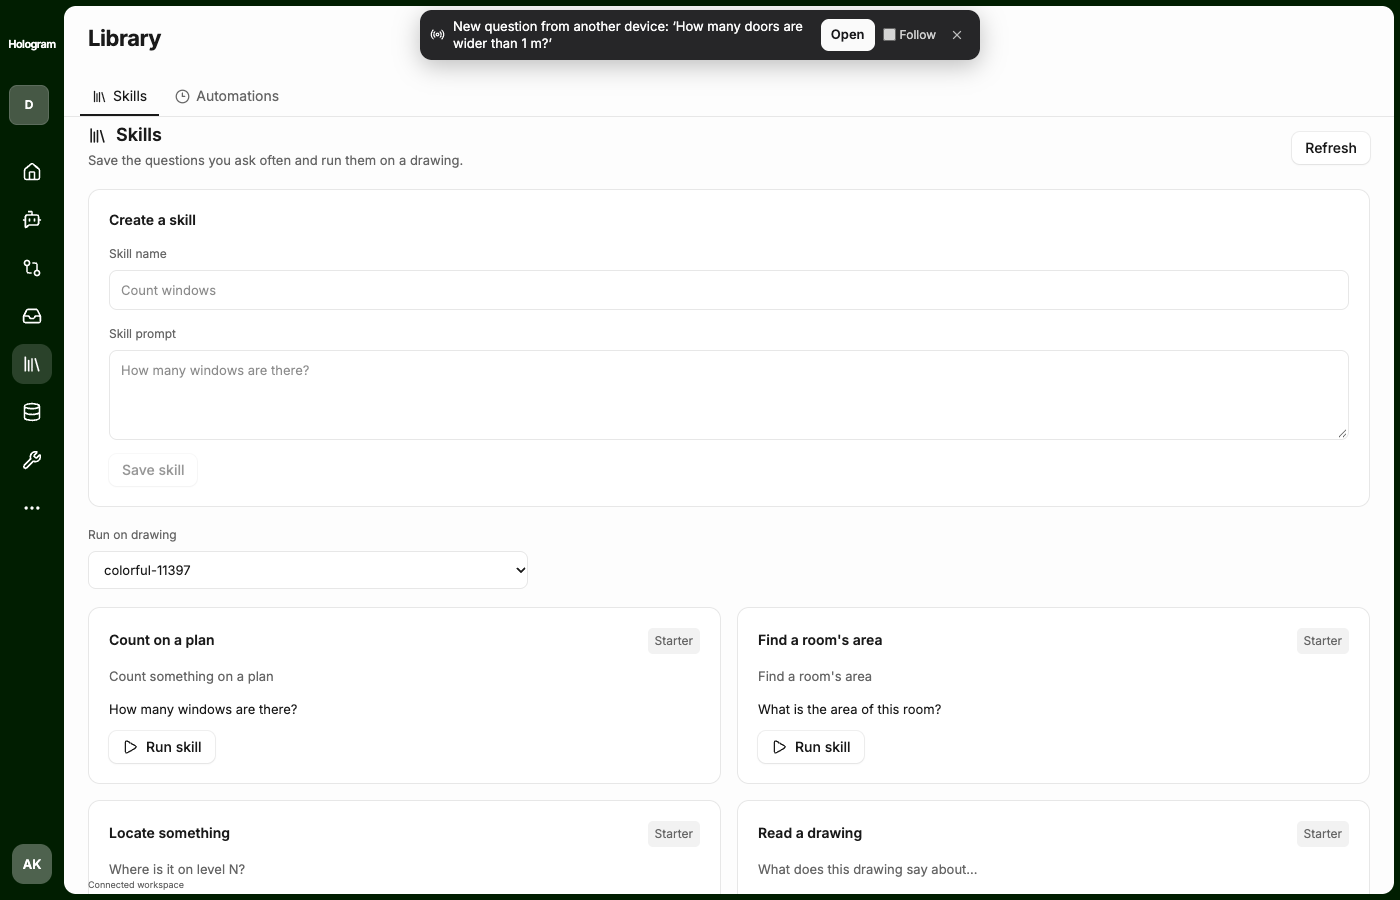 Hologram
D
AK
Library
New question from another device: ‘How many doors are
wider than 1 m?’
Open
Follow
Skills
Automations
Skills
Save the questions you ask often and run them on a drawing.
Refresh
Create a skill
Skill name
Count windows
Skill prompt
How many windows are there?
Save skill
Run on drawing
colorful-11397
Count on a plan
Starter
Count something on a plan
How many windows are there?
Run skill
Find a room's area
Starter
Find a room's area
What is the area of this room?
Run skill
Locate something
Starter
Where is it on level N?
Read a drawing
Starter
What does this drawing say about...
Connected workspace